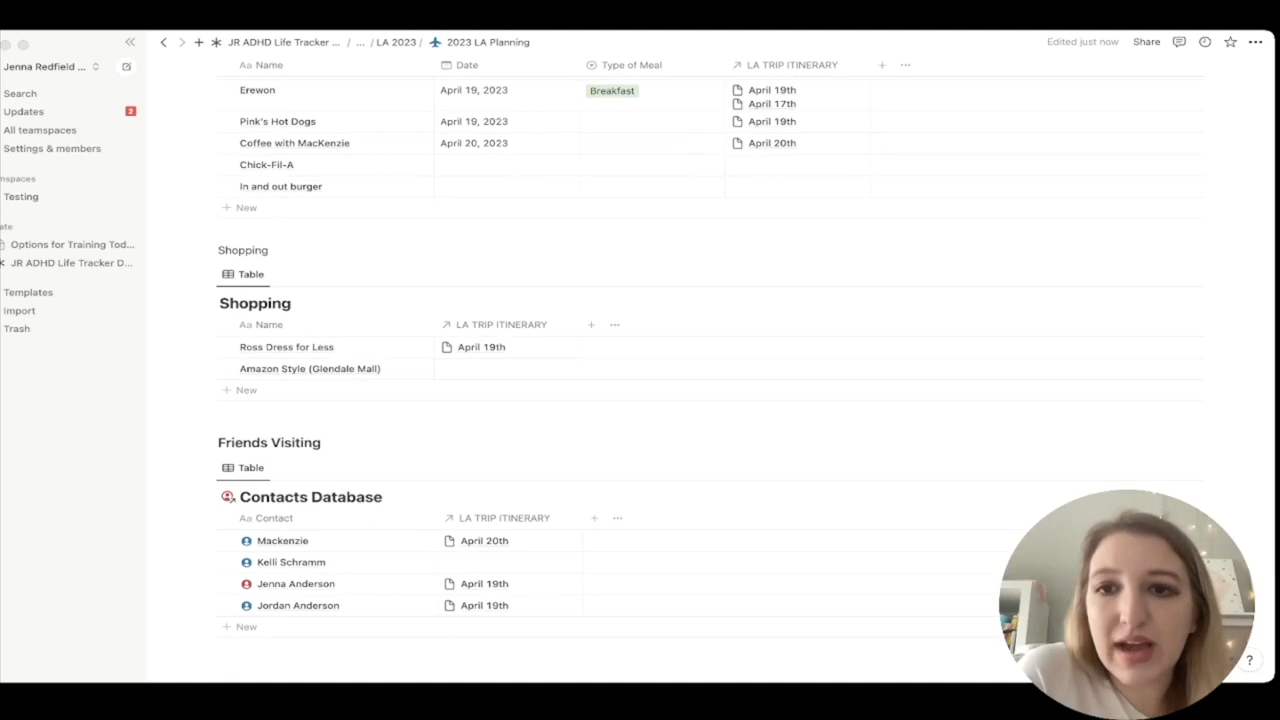 JR ADHD Life Tracker ... / ... / LA 2023 / 2023 LA Planning
Edited just now Share
Jenna Redfield ...
Search
Updates 2
All teamspaces
Settings & members
mspaces
Testing
ate
Options for Training Tod...
JR ADHD Life Tracker D...
Templates
Import
Trash
Aa Name Date Type of Meal LA TRIP ITINERARY
Erewon April 19, 2023 Breakfast April 19th
April 17th
Pink's Hot Dogs April 19, 2023 April 19th
Coffee with MacKenzie April 20, 2023 April 20th
Chick-Fil-A
In and out burger
+ New
Shopping
Table
Shopping
Aa Name LA TRIP ITINERARY
Ross Dress for Less April 19th
Amazon Style (Glendale Mall)
+ New
Friends Visiting
Table
Contacts Database
Aa Contact LA TRIP ITINERARY
Mackenzie April 20th
Kelli Schramm
Jenna Anderson April 19th
Jordan Anderson April 19th
+ New
?